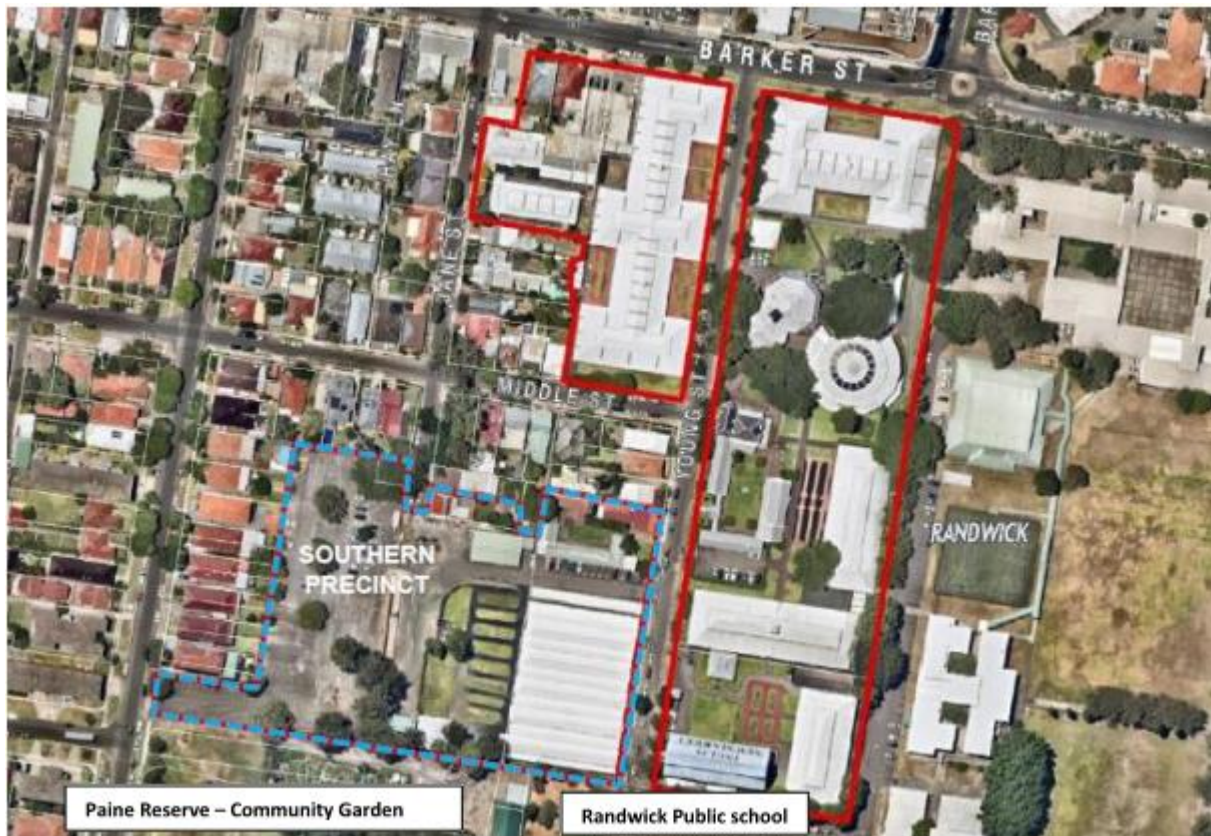 BARKER ST
MIDDLE ST
YOUNG ST
SOUTHERN
PRECINCT
RANDWICK
Paine Reserve – Community Garden
Randwick Public school